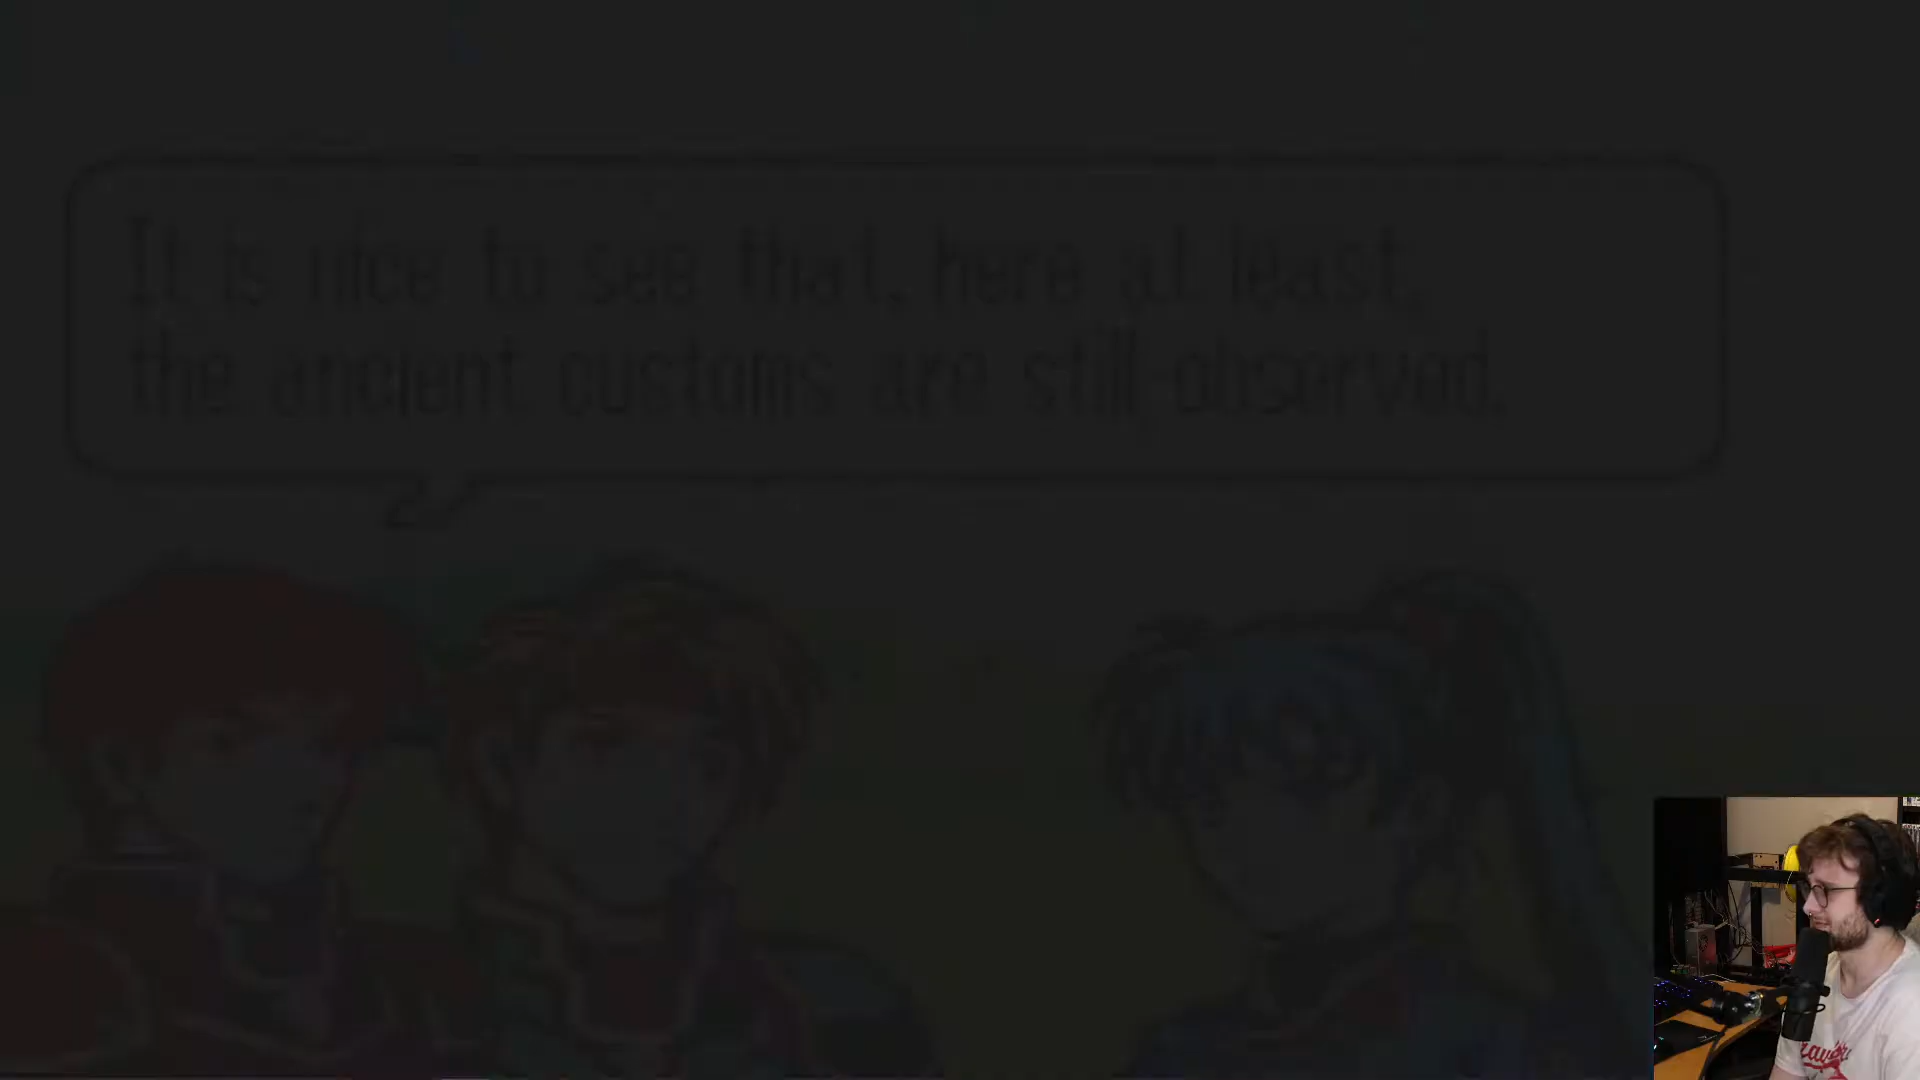 It is nice to see that, here at least,
the ancient customs are still observed.